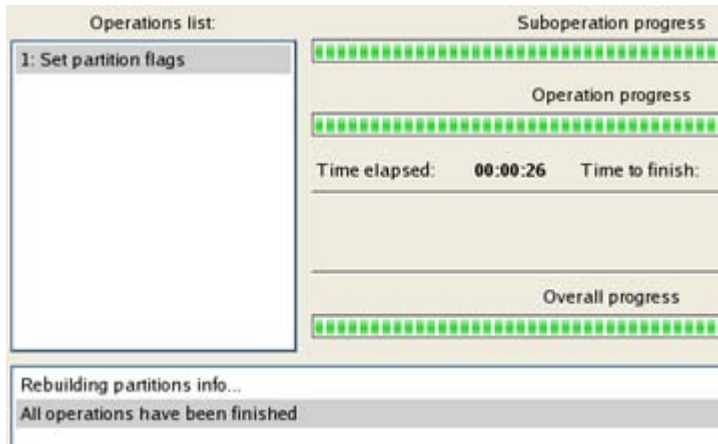 Operations list:
1: Set partition flags
Suboperation progress
Operation progress
Time elapsed: 00:00:26 Time to finish:
Overall progress
Rebuilding partitions info...
All operations have been finished